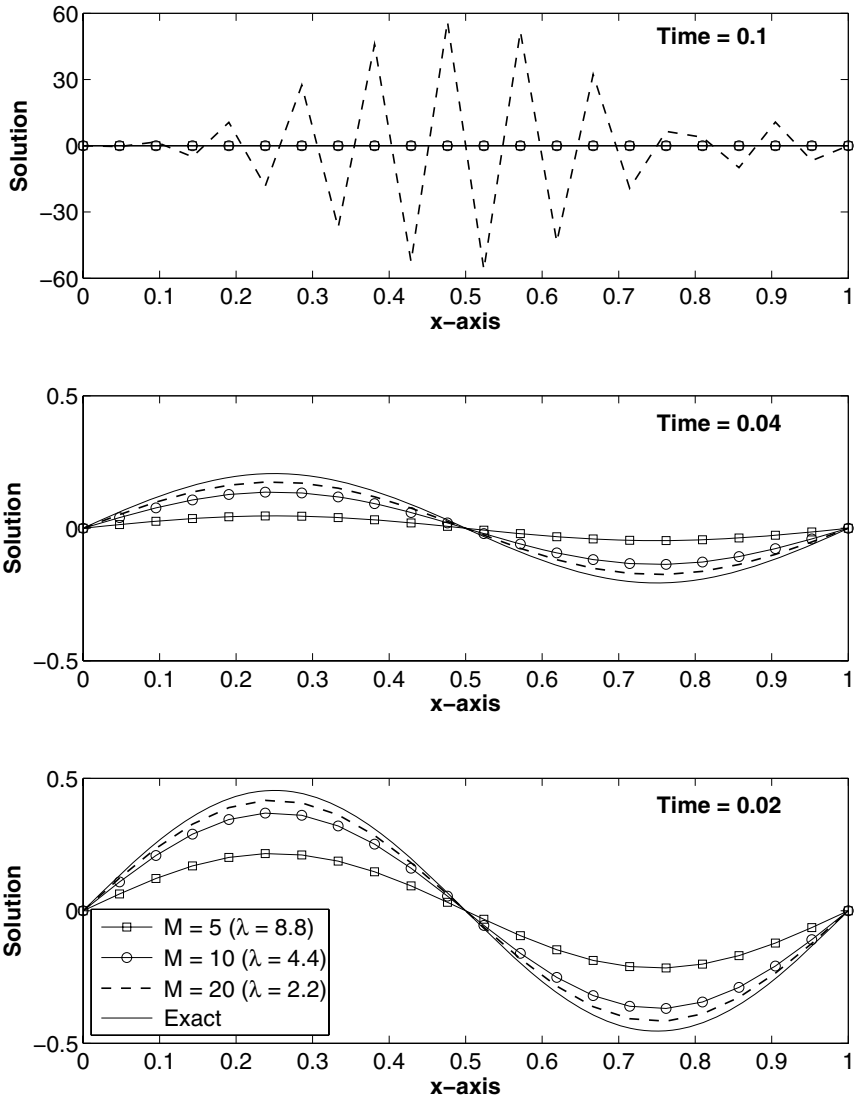 60
30
0
−30
−60
Solution
Time = 0.1
0 0.1 0.2 0.3 0.4 0.5 0.6 0.7 0.8 0.9 1
x-axis
0.5
0
−0.5
Solution
Time = 0.04
0 0.1 0.2 0.3 0.4 0.5 0.6 0.7 0.8 0.9 1
x-axis
0.5
0
−0.5
Solution
Time = 0.02
M = 5 (λ = 8.8)
M = 10 (λ = 4.4)
M = 20 (λ = 2.2)
Exact
0 0.1 0.2 0.3 0.4 0.5 0.6 0.7 0.8 0.9 1
x-axis